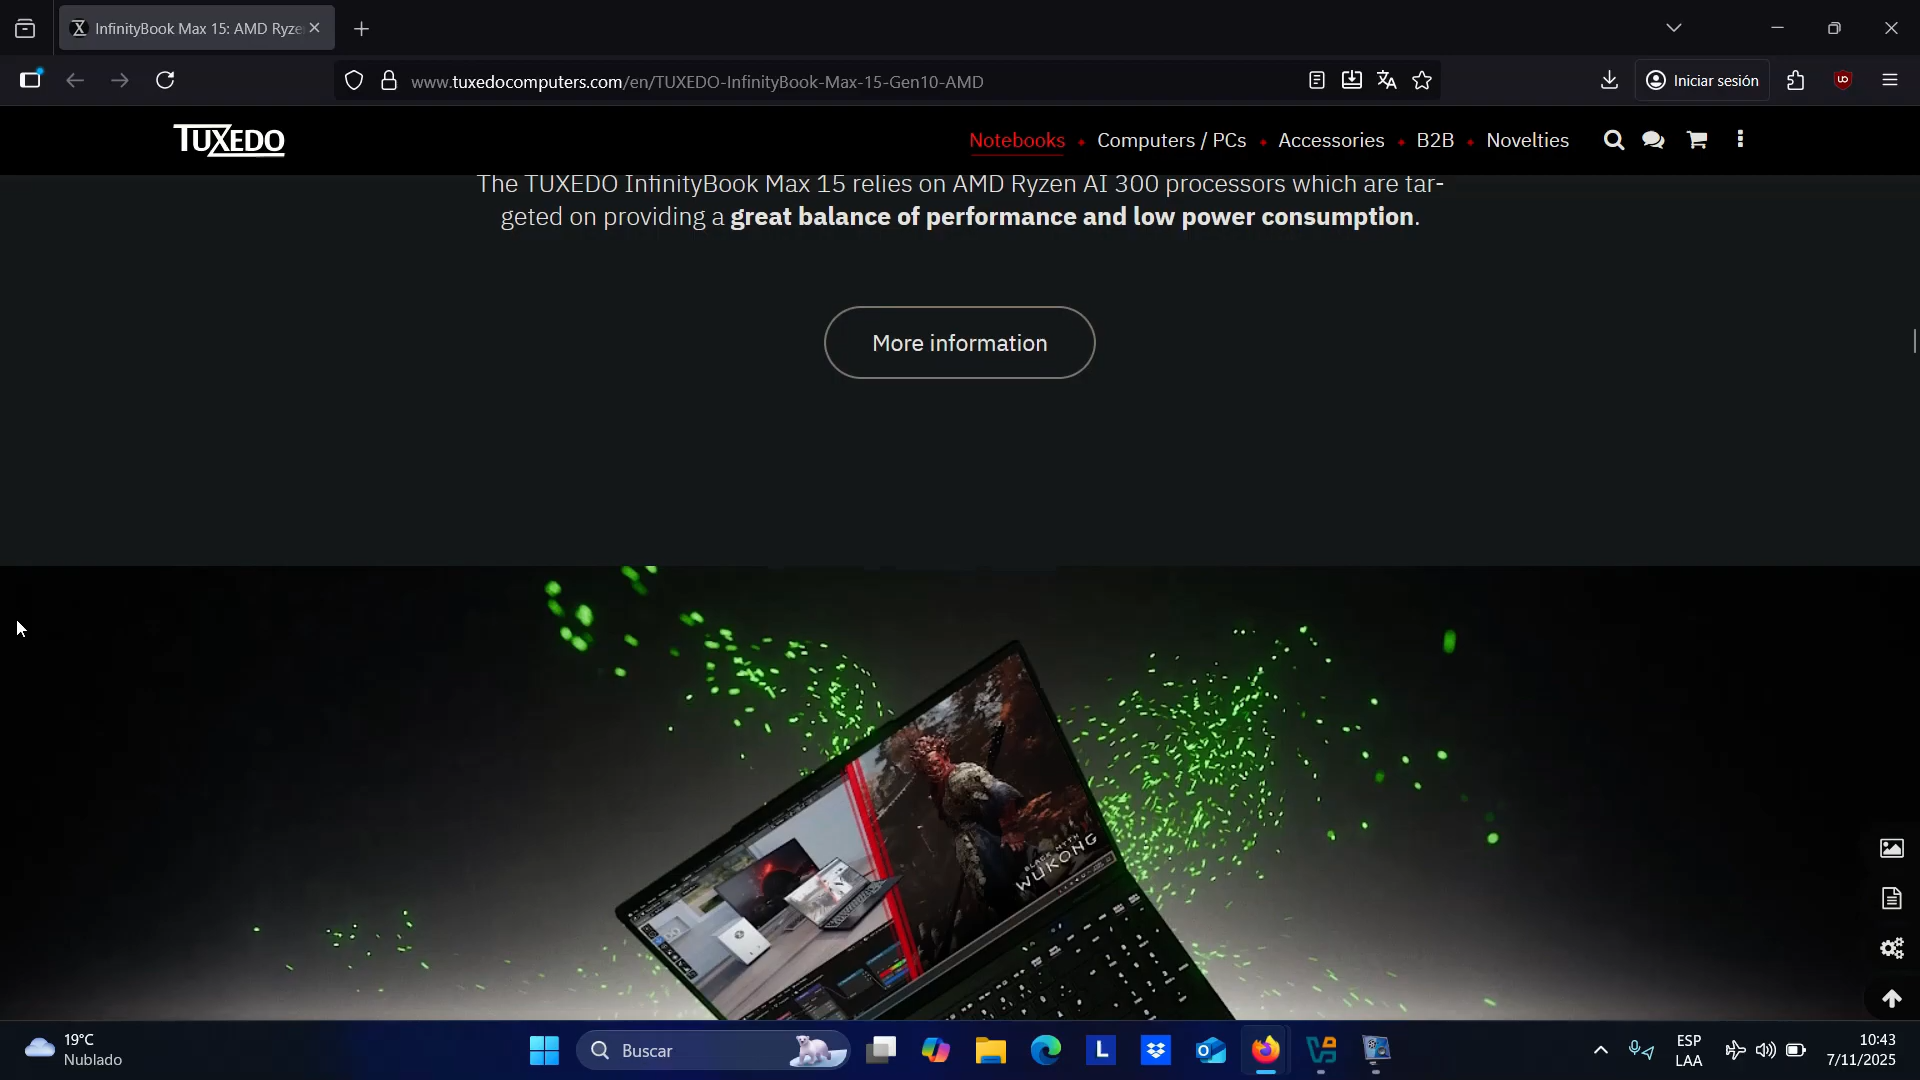 InfinityBook Max 15: AMD Ryze
www.tuxedocomputers.com/en/TUXEDO-InfinityBook-Max-15-Gen10-AMD
Iniciar sesión
TUXEDO
Notebooks
Computers / PCs
Accessories
B2B
Novelties
The TUXEDO InfinityBook Max 15 relies on AMD Ryzen AI 300 processors which are tar-
geted on providing a great balance of performance and low power consumption.
More information
BLACK MYTH
WUKONG
19°C
Nublado
Buscar
ESP
LAA
10:43
7/11/2025